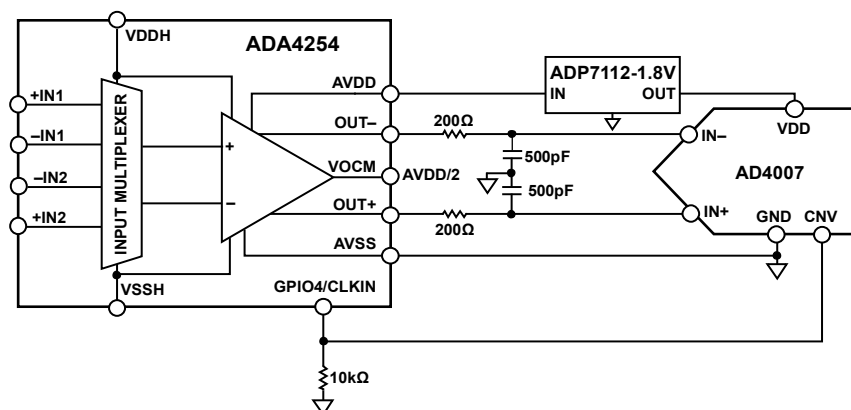 VDDH
ADA4254
+IN1
–IN1
–IN2
+IN2
INPUT MULTIPLEXER
+
–
AVDD
OUT–
VOCM
AVDD/2
OUT+
AVSS
VSSH
GPIO4/CLKIN
10kΩ
200Ω
500pF
500pF
200Ω
ADP7112-1.8V
IN
OUT
VDD
IN–
AD4007
IN+
GND
CNV